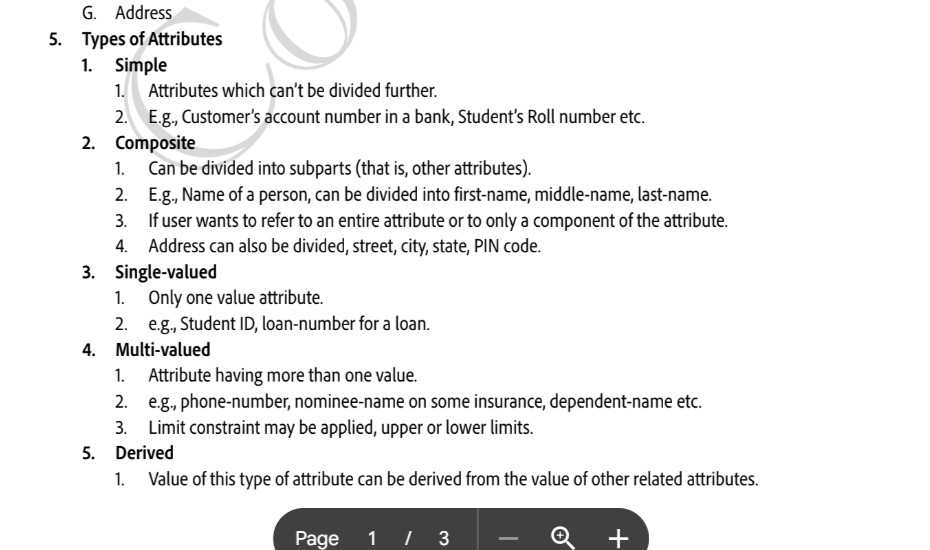 G. Address
5. Types of Attributes
1. Simple
1. Attributes which can't be divided further.
2. E.g., Customer's account number in a bank, Student's Roll number etc.
2. Composite
1. Can be divided into subparts (that is, other attributes).
2. E.g., Name of a person, can be divided into first-name, middle-name, last-name.
3. If user wants to refer to an entire attribute or to only a component of the attribute.
4. Address can also be divided, street, city, state, PIN code.
3. Single-valued
1. Only one value attribute.
2. e.g., Student ID, loan-number for a loan.
4. Multi-valued
1. Attribute having more than one value.
2. e.g., phone-number, nominee-name on some insurance, dependent-name etc.
3. Limit constraint may be applied, upper or lower limits.
5. Derived
1. Value of this type of attribute can be derived from the value of other related attributes.
Page 1 / 3